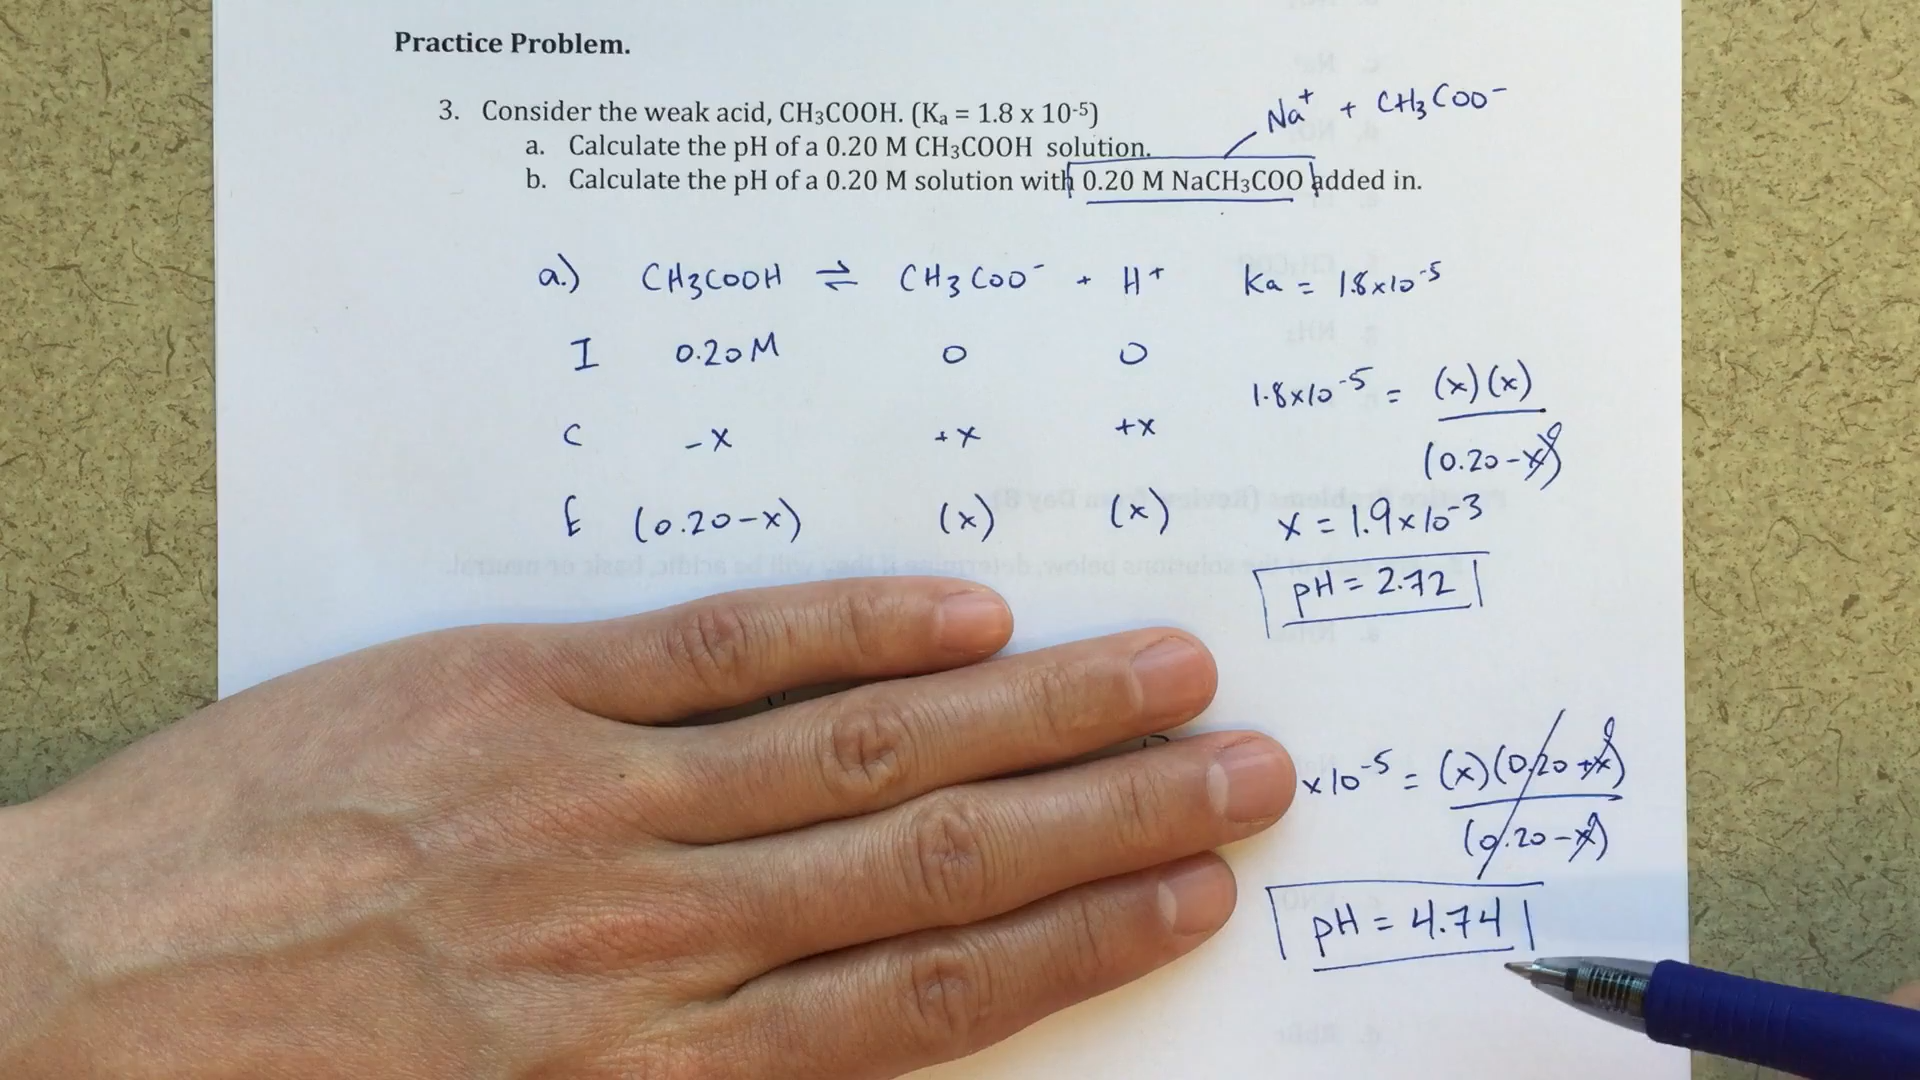 Practice Problem.
3. Consider the weak acid, CH3COOH. (Ka = 1.8 x 10-5)
Na+ + CH3COO-
a. Calculate the pH of a 0.20 M CH3COOH solution.
b. Calculate the pH of a 0.20 M solution with 0.20 M NaCH3COO added in.
a.) CH3COOH ⇌ CH3COO- + H+ Ka = 1.8x10-5
I 0.20M 0 0
1.8x10-5 = (x)(x)
(0.20-x)
C -x +x +x
E (0.20-x) (x) (x)
x = 1.9x10-3
pH = 2.72
x10-5 = (x)(0.20+x)
(0.20-x)
pH = 4.74